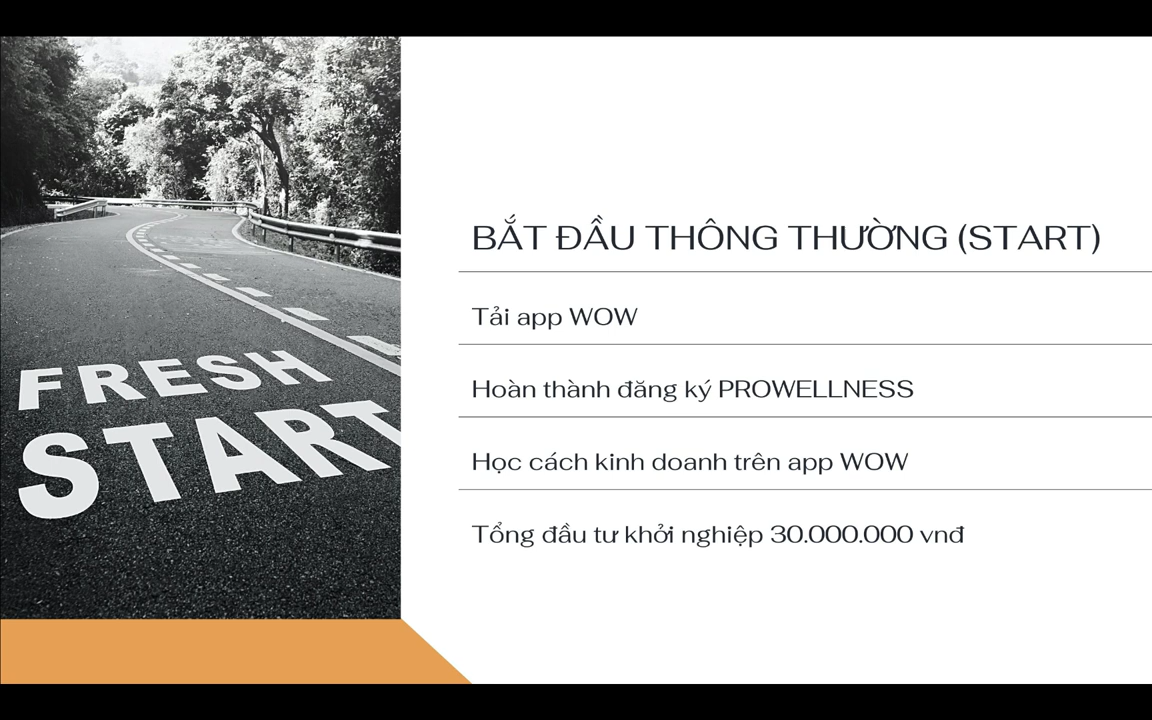 FRESH
START
BẮT ĐẦU THÔNG THƯỜNG (START)
Tải app WOW
Hoàn thành đăng ký PROWELLNESS
Học cách kinh doanh trên app WOW
Tổng đầu tư khởi nghiệp 30.000.000 vnđ